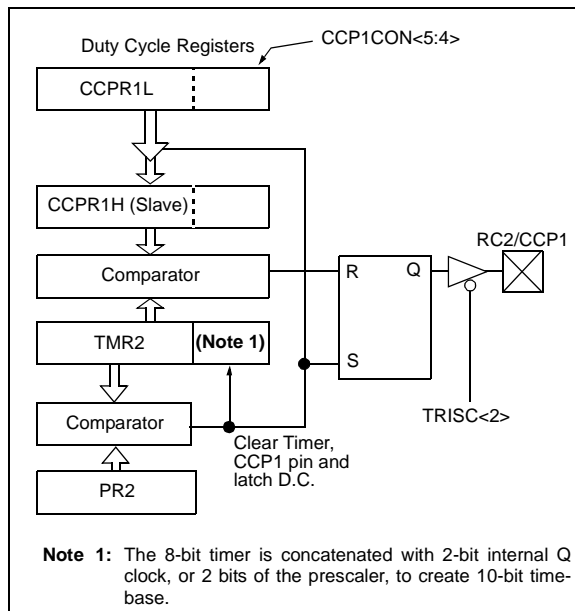 Duty Cycle Registers
CCP1CON<5:4>
CCPR1L
CCPR1H (Slave)
RC2/CCP1
Comparator
R
Q
TMR2
(Note 1)
S
TRISC<2>
Comparator
Clear Timer,
CCP1 pin and
latch D.C.
PR2
Note 1: The 8-bit timer is concatenated with 2-bit internal Q
clock, or 2 bits of the prescaler, to create 10-bit time-
base.